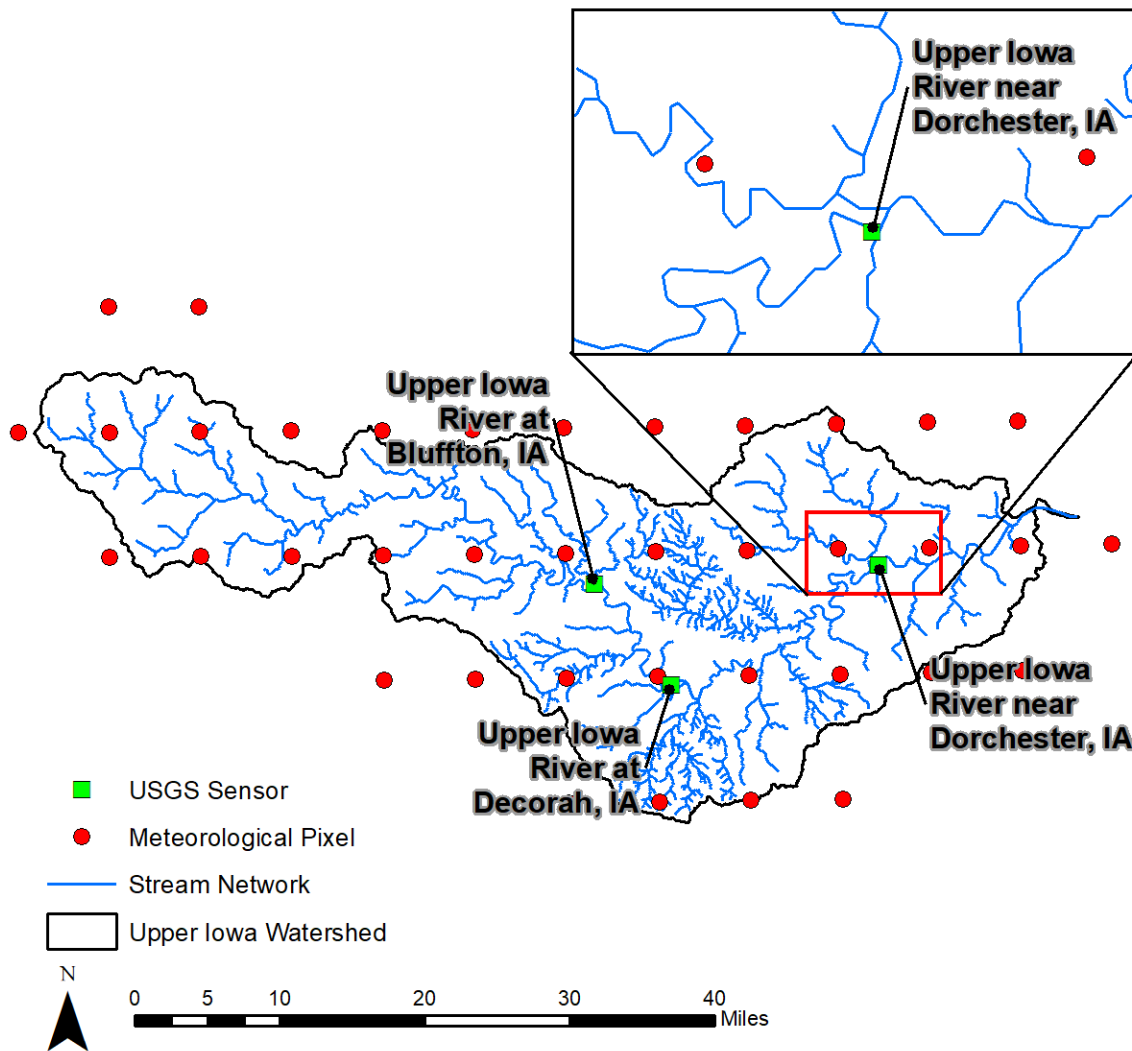 Upper Iowa
River near
Dorchester, IA
Upper Iowa
River at
Bluffton, IA
Upper Iowa
River near
Dorchester, IA
Upper Iowa
River at
Decorah, IA
USGS Sensor
Meteorological Pixel
Stream Network
Upper Iowa Watershed
N
0 5 10 20 30 40
Miles